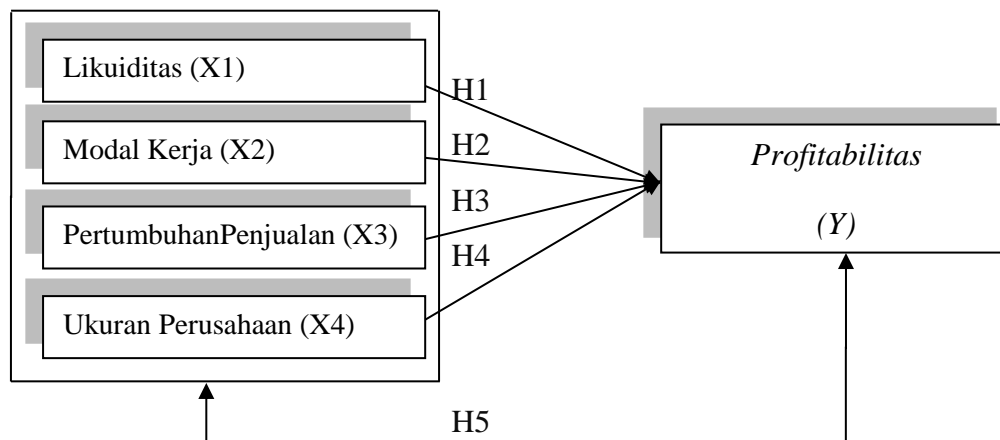 Likuiditas (X1)
H1
Modal Kerja (X2)
H2
PertumbuhanPenjualan (X3)
H3
H4
Ukuran Perusahaan (X4)
Profitabilitas
(Y)
H5